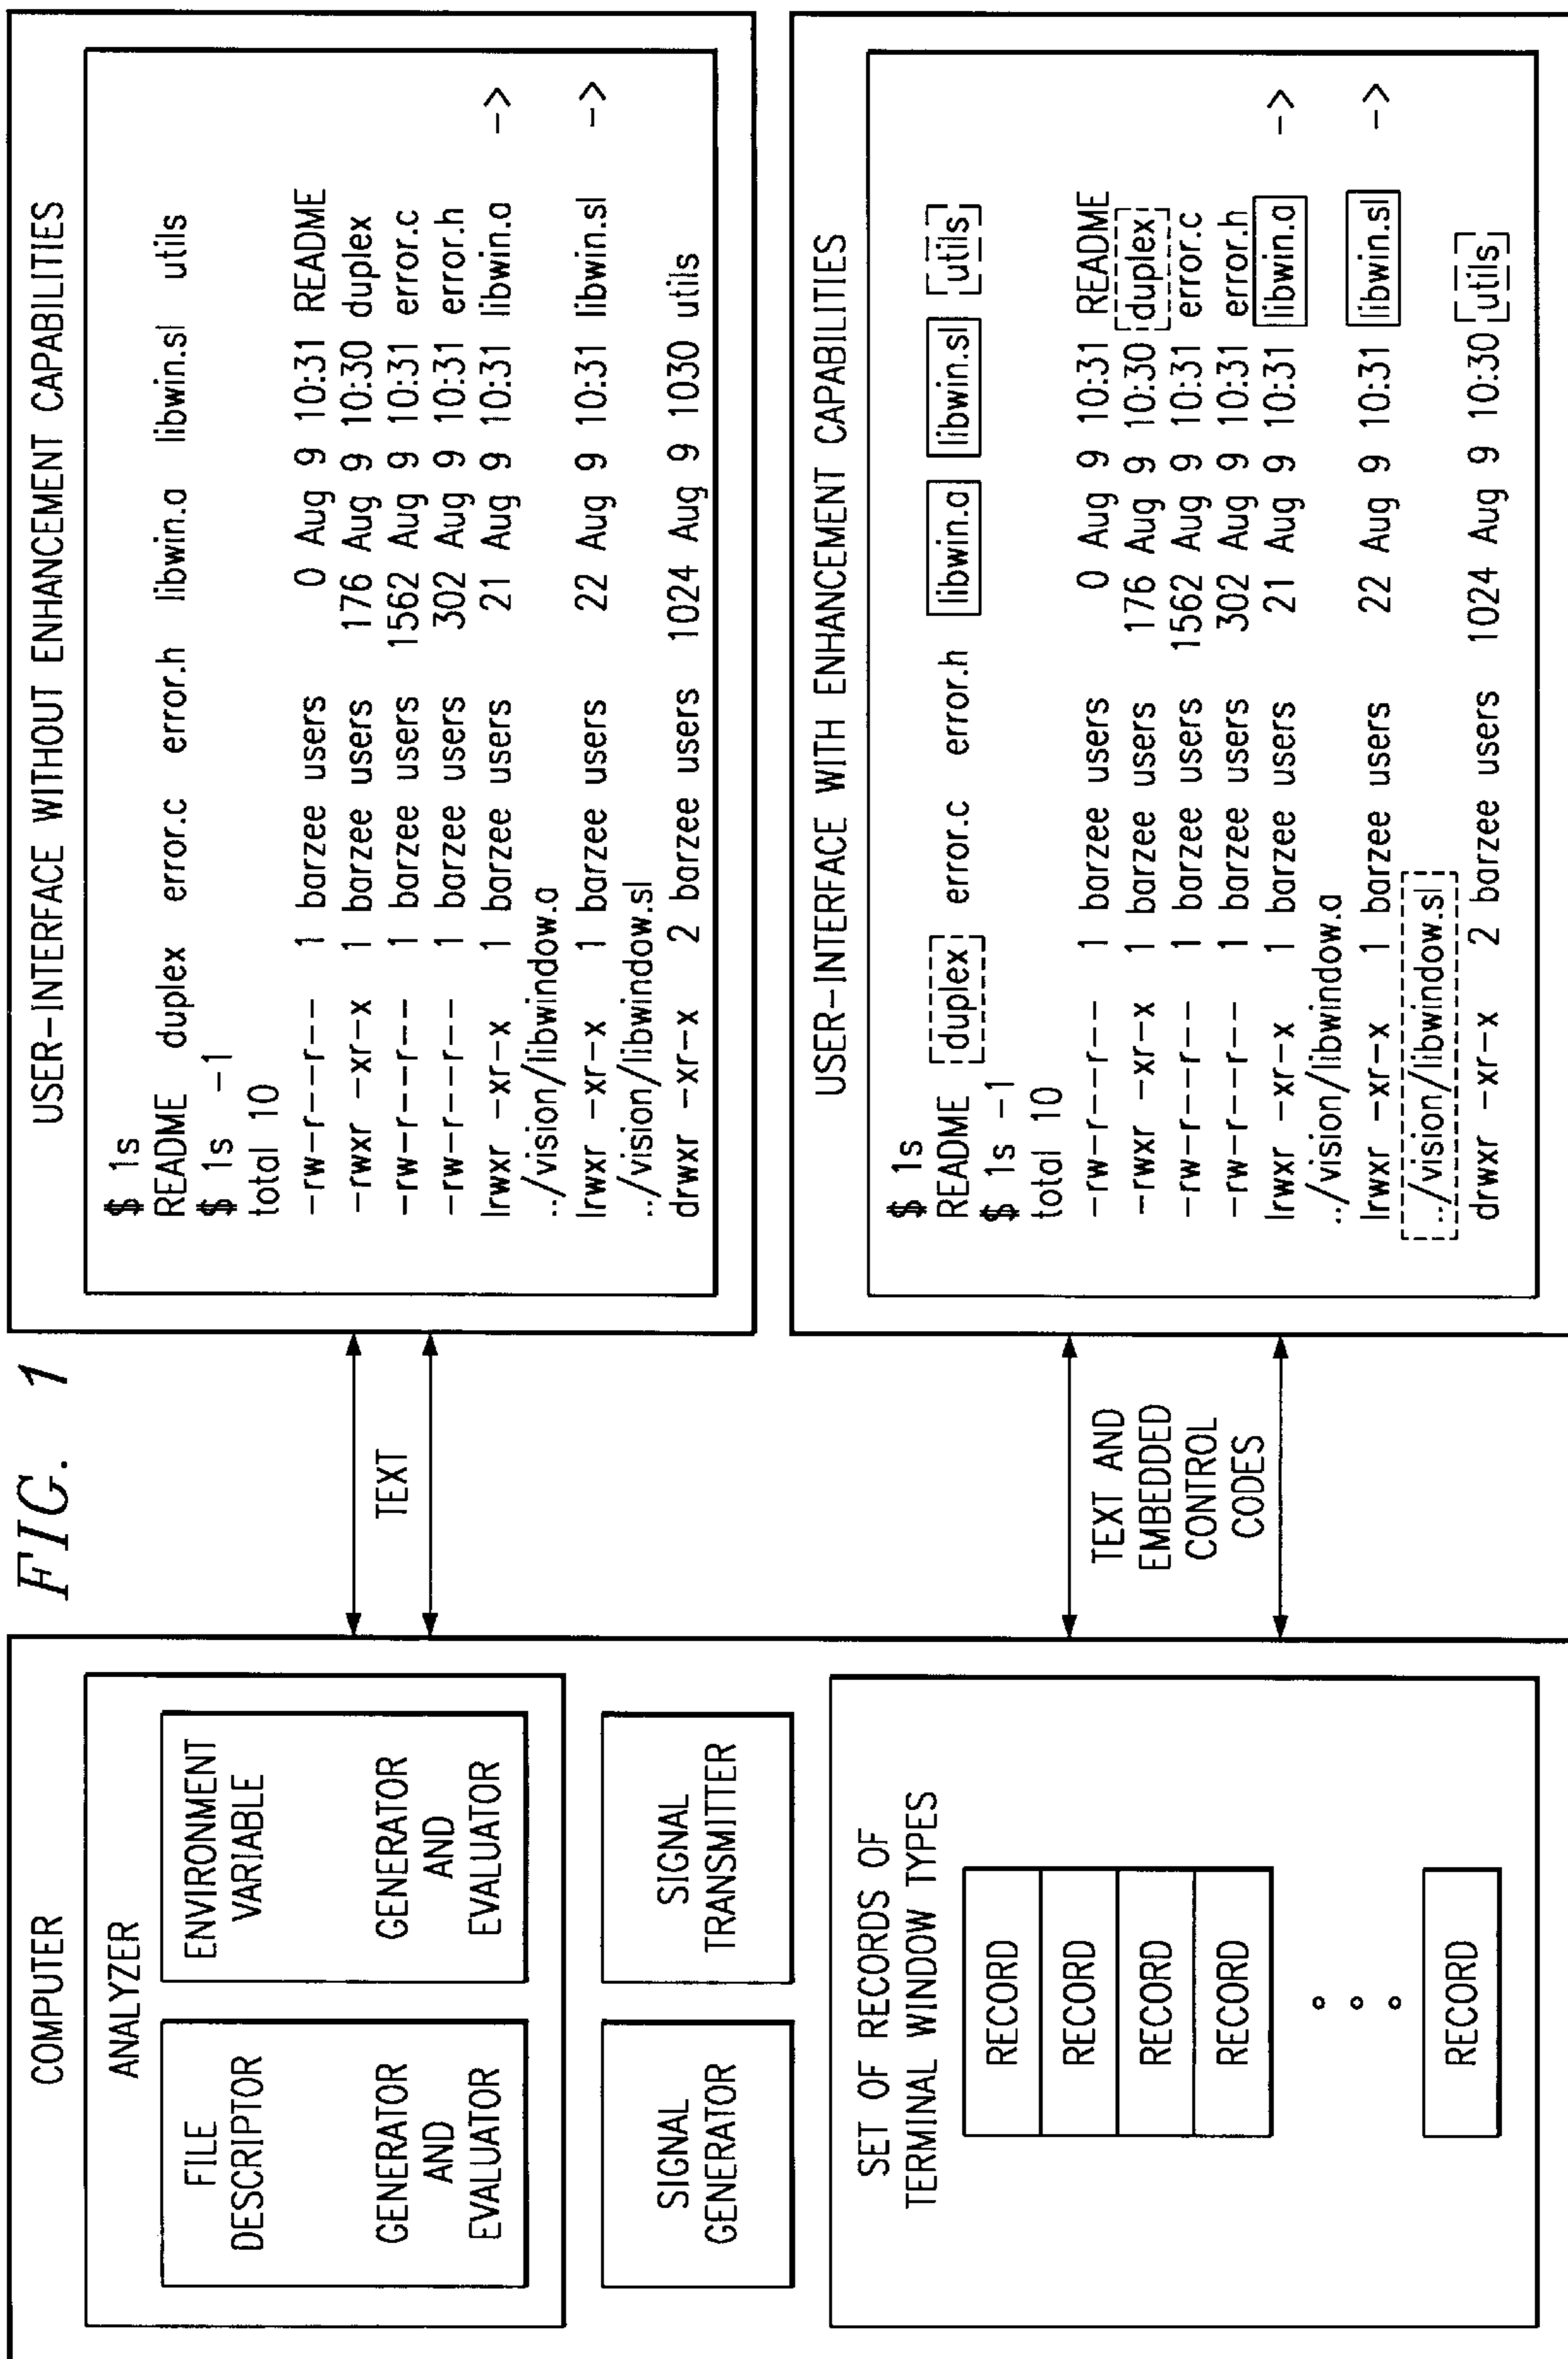 FIG. 1
COMPUTER
ANALYZER
FILE
DESCRIPTOR
GENERATOR
AND
EVALUATOR
ENVIRONMENT
VARIABLE
GENERATOR
AND
EVALUATOR
SIGNAL
GENERATOR
SIGNAL
TRANSMITTER
SET OF RECORDS OF
TERMINAL WINDOW TYPES
RECORD
RECORD
RECORD
RECORD
RECORD
TEXT
TEXT AND
EMBEDDED
CONTROL
CODES
USER-INTERFACE WITHOUT ENHANCEMENT CAPABILITIES
$ 1s
README duplex error.c error.h libwin.a libwin.sl utils
$ 1s -1
total 10
-rw-r---r--- 1 barzee users 0 Aug 9 10:31 README
-rwxr -xr-x 1 barzee users 176 Aug 9 10:30 duplex
-rw-r---r--- 1 barzee users 1562 Aug 9 10:31 error.c
-rw-r---r--- 1 barzee users 302 Aug 9 10:31 error.h
lrwxr -xr-x 1 barzee users 21 Aug 9 10:31 libwin.a ->
../vision/libwindow.a
lrwxr -xr-x 1 barzee users 22 Aug 9 10:31 libwin.sl ->
../vision/libwindow.sl
drwxr -xr-x 2 barzee users 1024 Aug 9 1030 utils
USER-INTERFACE WITH ENHANCEMENT CAPABILITIES
$ 1s
README duplex error.c error.h libwin.a libwin.sl utils
$ 1s -1
total 10
-rw-r---r--- 1 barzee users 0 Aug 9 10:31 README
-rwxr -xr-x 1 barzee users 176 Aug 9 10:30 duplex
-rw-r---r--- 1 barzee users 1562 Aug 9 10:31 error.c
-rw-r---r--- 1 barzee users 302 Aug 9 10:31 error.h
lrwxr -xr-x 1 barzee users 21 Aug 9 10:31 libwin.a ->
../vision/libwindow.a
lrwxr -xr-x 1 barzee users 22 Aug 9 10:31 libwin.sl ->
../vision/libwindow.sl
drwxr -xr-x 2 barzee users 1024 Aug 9 10:30 utils